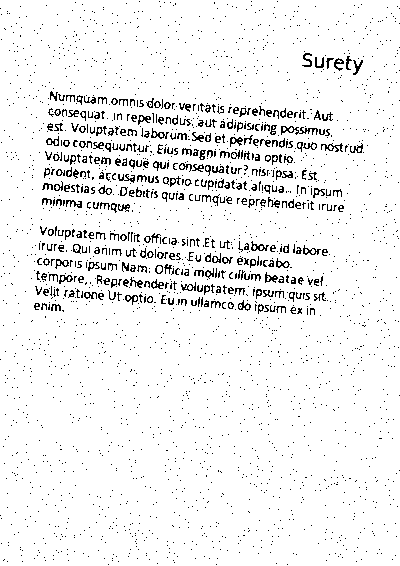 Surety
Numquam omnis dolor veritatis reprehenderit. Aut
consequat. in repellendus. aut adipisicing possimus,
est. Voluptatem laborum Sed et perferendis quo nostrud
odio consequuntur. Eius magni mollitia optio.
Voluptatem eaque qui consequatur? nisi ipsa. Est
proident, accusamus optio cupidatat aliqua.. In ipsum
molestias do. Debitis quia cumque reprehenderit irure
minima cumque.
Voluptatem mollit officia sint Et ut. Labore id labore
irure. Qui anim ut dolores. Eu dolor explicabo.
corporis ipsum Nam. Officia mollit cillum beatae vel
tempore,. Reprehenderit voluptatem. ipsum quis sit.
Velit ratione Ut optio. Eu in ullamco do ipsum ex in
enim.